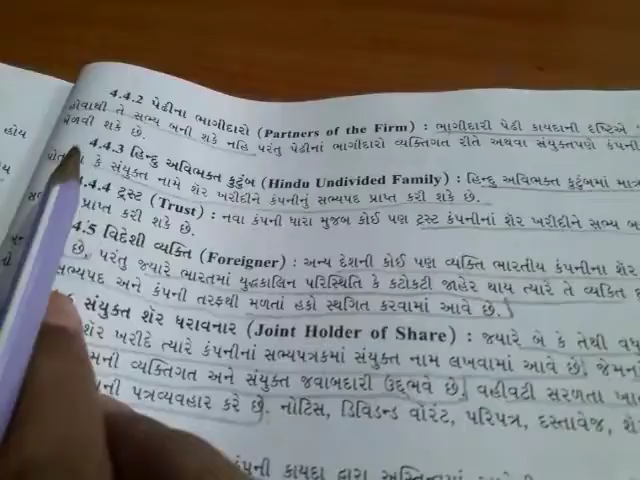 4.4.2 પેઢીના ભાગીદારો (Partners of the Firm) : ભાગીદારી પેઢી કાયદાની દૃષ્ટિએ
હોવાથી તે સભ્ય બની શકે નહિ પરંતુ પેઢીનાં ભાગીદારો વ્યક્તિગત રીતે અથવા સંયુક્તપણે કંપની
મેળવી શકે છે.
4.4.3 હિન્દુ અવિભક્ત કુટુંબ (Hindu Undivided Family) : હિન્દુ અવિભક્ત કુટુંબમાં માત્ર
કે સંયુક્ત નામે શેર ખરીદીને કંપનીનું સભ્યપદ પ્રાપ્ત કરી શકે છે.
4.4 ટ્રસ્ટ (Trust) : નવા કંપની ધારા મુજબ કોઈ પણ ટ્રસ્ટ કંપનીનાં શેર ખરીદીને સભ્ય
પ્રાપ્ત કરી શકે છે.
4.5 વિદેશી વ્યક્તિ (Foreigner) : અન્ય દેશની કોઈ પણ વ્યક્તિ ભારતીય કંપનીના શેર
છે, પરંતુ જ્યારે ભારતમાં યુદ્ધકાલિન પરિસ્થિતિ કે કટોકટી જાહેર થાય ત્યારે તે વ્યક્તિ
સભ્યપદ અને કંપની તરફથી મળતાં હકો સ્થગિત કરવામાં આવે છે.
સંયુક્ત શેર ધરાવનાર (Joint Holder of Share) : જ્યારે બે કે તેથી
શેર ખરીદે ત્યારે કંપનીનાં સભ્યપત્રકમાં સંયુક્ત નામ લખવામાં આવે છે. જેમનાં
વ્યક્તિગત અને સંયુક્ત જવાબદારી ઉદ્દભવે છે. વહીવટી સરળતા
પત્રવ્યવહાર કરે છે. નોટિસ, ડિવિડન્ડ વોરંટ, પરિપત્ર, દસ્તાવેજ,
કાયદા દ્વારા
હોય